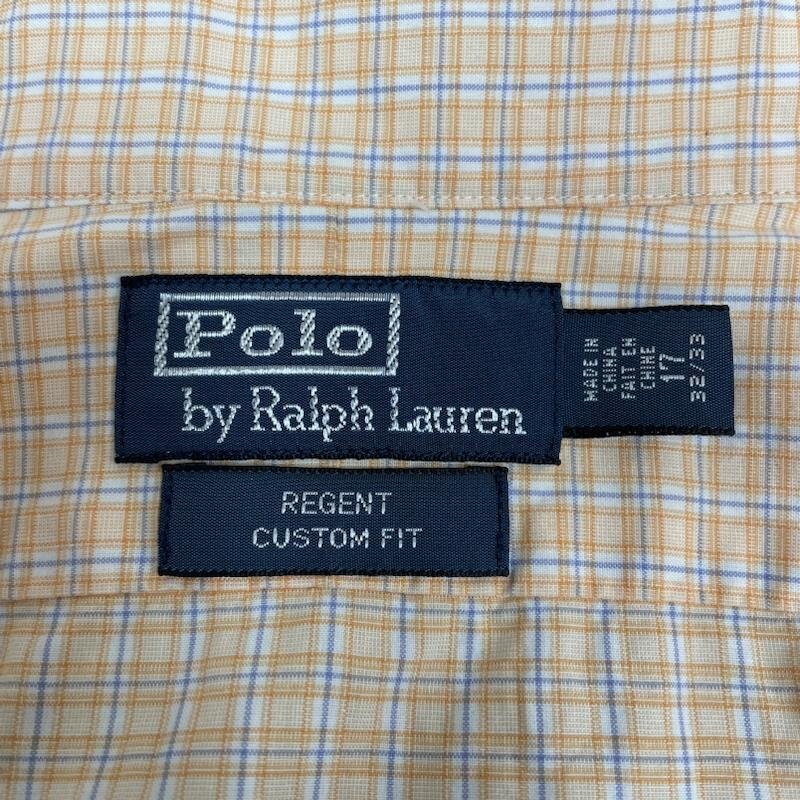 Polo
by Ralph Lauren
MADE IN
CHINA
FAIT EN
CHINE
17
32/33
REGENT
CUSTOM FIT